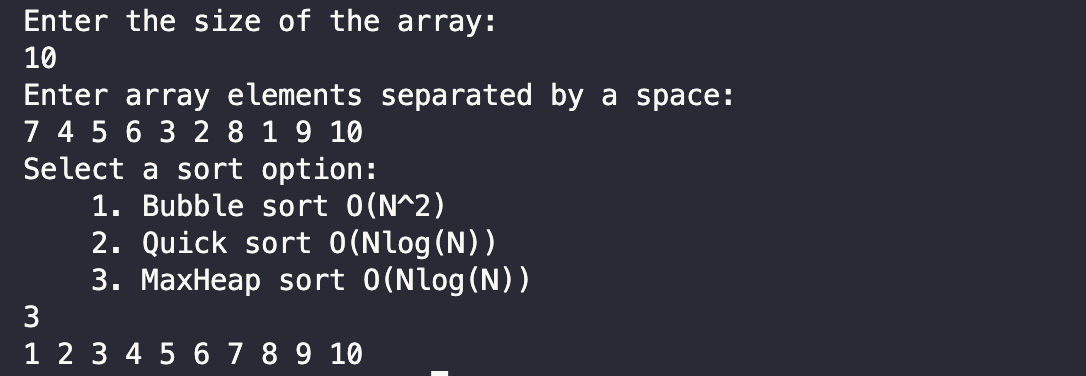 Enter the size of the array:
10
Enter array elements separated by a space:
7 4 5 6 3 2 8 1 9 10
Select a sort option:
    1. Bubble sort O(N^2)
    2. Quick sort O(Nlog(N))
    3. MaxHeap sort O(Nlog(N))
3
1 2 3 4 5 6 7 8 9 10